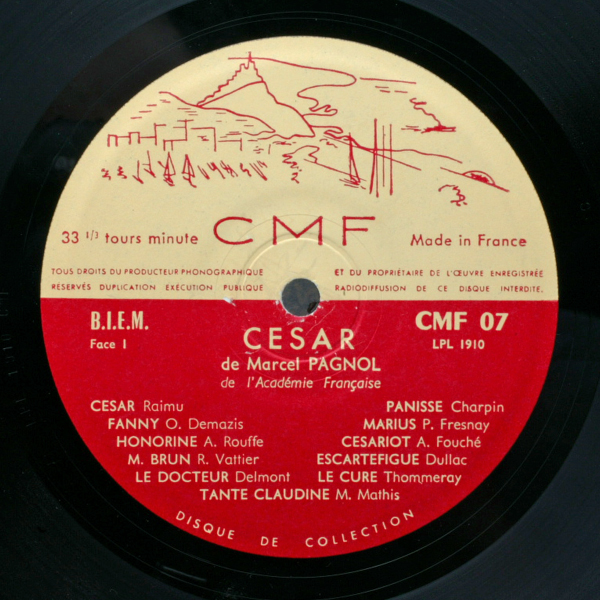 33 1/3 tours minute
CMF
Made in France
TOUS DROITS DU PRODUCTEUR PHONOGRAPHIQUE ET DU PROPRIÉTAIRE DE L'ŒUVRE ENREGISTRÉE
RÉSERVÉS DUPLICATION EXÉCUTION PUBLIQUE RADIODIFFUSION DE CE DISQUE INTERDITE.
B.I.E.M.
Face 1
CMF 07
LPL 1910
CESAR
de Marcel PAGNOL
de l'Académie Française
CESAR Raimu PANISSE Charpin
FANNY O. Demazis MARIUS P. Fresnay
HONORINE A. Rouffe CESARIOT A. Fouché
M. BRUN R. Vattier ESCARTEFIGUE Dullac
LE DOCTEUR Delmont LE CURE Thommeray
TANTE CLAUDINE M. Mathis
DISQUE DE COLLECTION